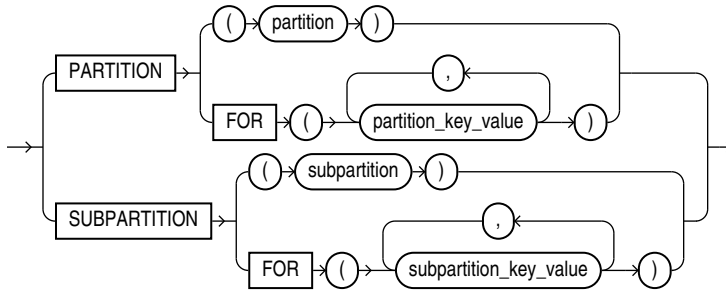 ( partition )
PARTITION
,
FOR ( partition_key_value )
( subpartition )
SUBPARTITION
,
FOR ( subpartition_key_value )